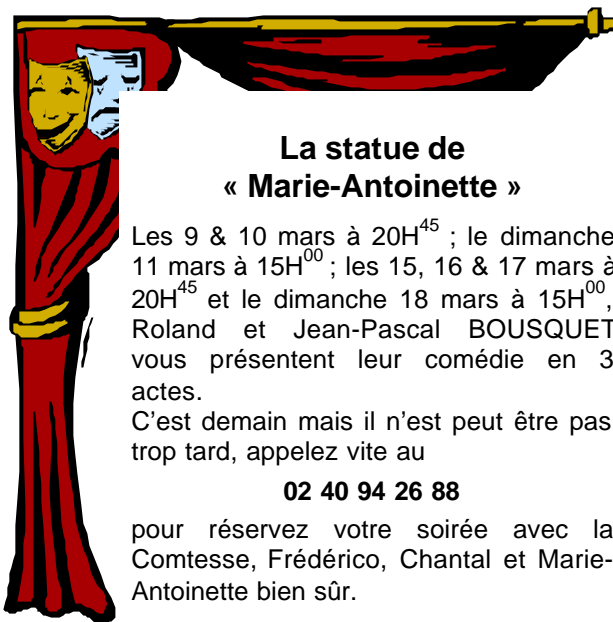 La statue de
« Marie-Antoinette »
Les 9 & 10 mars à 20H45 ; le dimanche
11 mars à 15H00 ; les 15, 16 & 17 mars à
20H45 et le dimanche 18 mars à 15H00,
Roland et Jean-Pascal BOUSQUET
vous présentent leur comédie en 3
actes.
C’est demain mais il n’est peut être pas
trop tard, appelez vite au
02 40 94 26 88
pour réservez votre soirée avec la
Comtesse, Frédérico, Chantal et Marie-
Antoinette bien sûr.